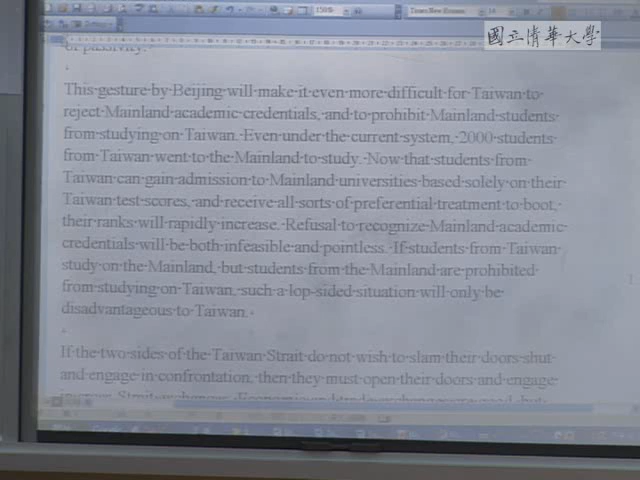 國立清華大學
150%
Times New Roman
of passivity.
This gesture by Beijing will make it even more difficult for Taiwan to
reject Mainland academic credentials, and to prohibit Mainland students
from studying on Taiwan. Even under the current system, 2000 students
from Taiwan went to the Mainland to study. Now that students from
Taiwan can gain admission to Mainland universities based solely on their
Taiwan test scores, and receive all sorts of preferential treatment to boot,
their ranks will rapidly increase. Refusal to recognize Mainland academic
credentials will be both infeasible and pointless. If students from Taiwan
study on the Mainland, but students from the Mainland are prohibited
from studying on Taiwan, such a lop-sided situation will only be
disadvantageous to Taiwan.
If the two sides of the Taiwan Strait do not wish to slam their doors shut
and engage in confrontation, then they must open their doors and engage